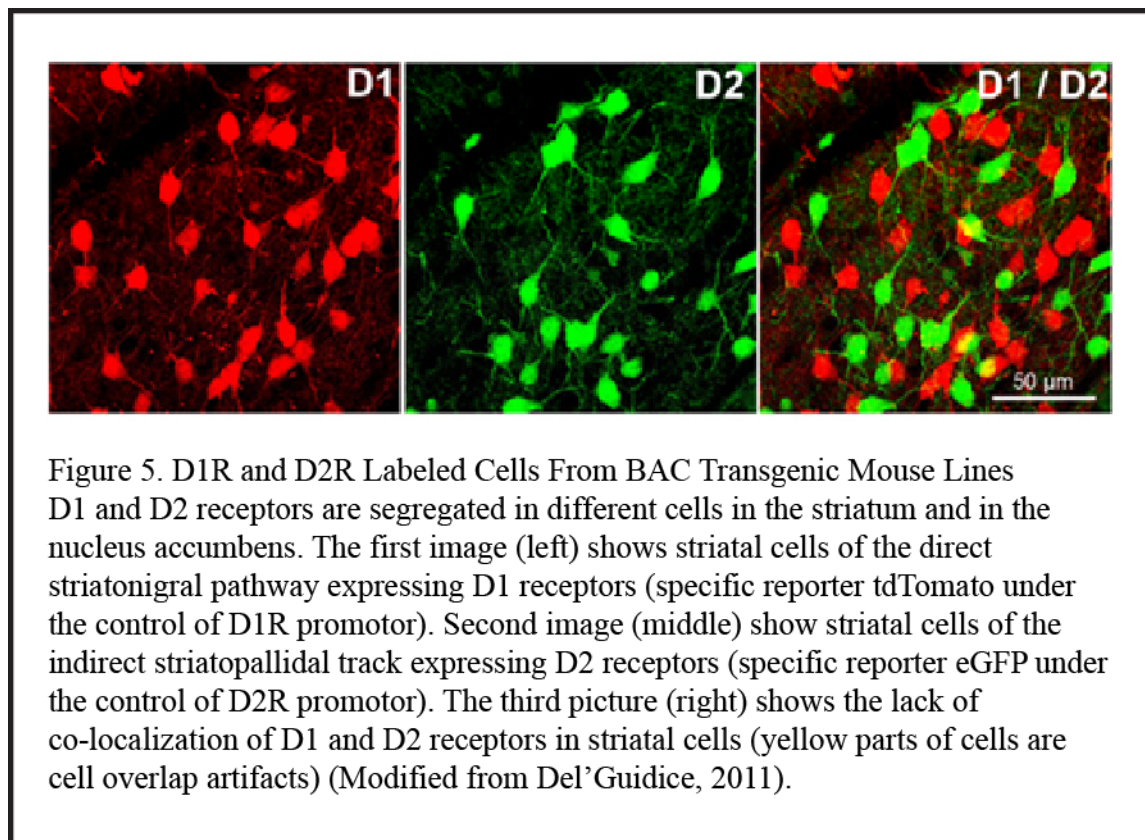 D1
D2
D1 / D2
50 µm
Figure 5. D1R and D2R Labeled Cells From BAC Transgenic Mouse Lines
D1 and D2 receptors are segregated in different cells in the striatum and in the
nucleus accumbens. The first image (left) shows striatal cells of the direct
striatonigral pathway expressing D1 receptors (specific reporter tdTomato under
the control of D1R promotor). Second image (middle) show striatal cells of the
indirect striatopallidal track expressing D2 receptors (specific reporter eGFP under
the control of D2R promotor). The third picture (right) shows the lack of
co-localization of D1 and D2 receptors in striatal cells (yellow parts of cells are
cell overlap artifacts) (Modified from Del’Guidice, 2011).